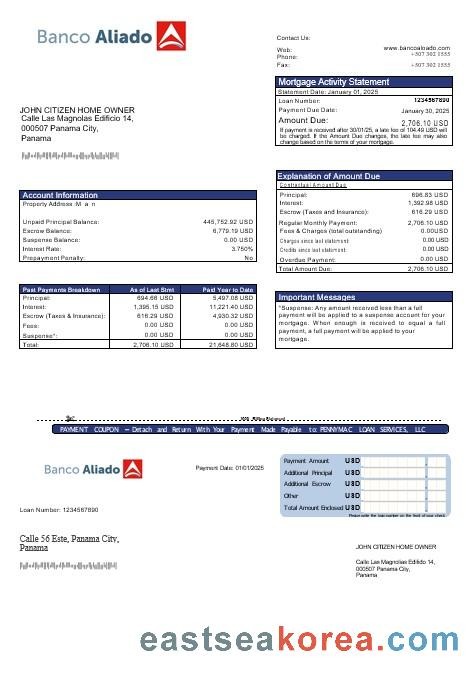 Banco Aliado
Contact Us:
Web: www.bancoaloado.com
Phone: +507 302 1555
Fax: +507 302 1555
Mortgage Activity Statement
Statement Date: January 01, 2025
Loan Number: 1234567890
Payment Due Date: January 30, 2025
Amount Due: 2,706.10 USD
If payment is received after 30/01/25, a late fee of 104.49 USD will
be charged. If the Amount Due changes, the late fee may also
change based on the terms of your mortgage.
JOHN CITIZEN HOME OWNER
Calle Las Magnolias Edificio 14,
000507 Panama City,
Panama
Account Information
Property Address M a n
Unpaid Principal Balance: 445,752.92 USD
Escrow Balance: 6,779.19 USD
Suspense Balance: 0.00 USD
Interest Rate: 3.750%
Prepayment Penalty: No
Explanation of Amount Due
Contractual Amount Due
Principal: 696.83 USD
Interest: 1,392.98 USD
Escrow (Taxes and Insurance): 616.29 USD
Regular Monthly Payment: 2,706.10 USD
Fees & Charges (total outstanding) 0.00USD
Charges since last statement: 0.00 USD
Credits since last statement: 0.00 USD
Overdue Payment: 0.00 USD
Total Amount Due: 2,706.10 USD
Past Payments Breakdown As of Last Stmt Paid Year to Date
Principal: 694.66 USD 5,497.08 USD
Interest: 1,395.15 USD 11,221.40 USD
Escrow (Taxes & Insurance): 616.29 USD 4,930.32 USD
Fees: 0.00 USD 0.00 USD
Suspense*: 0.00 USD 0.00 USD
Total: 2,706.10 USD 21,648.80 USD
Important Messages
*Suspense: Any amount received less than a full
payment will be applied to a suspense account for your
mortgage. When enough is received to equal a full
payment, a full payment will be applied to your
mortgage.
PAYMENT COUPON – Detach and Return With Your Payment Made Payable to: PENNYMAC LOAN SERVICES, LLC
Banco Aliado
Payment Date: 01/01/2025
Payment Amount USD
Additional Principal USD
Additional Escrow USD
Other USD
Total Amount Enclosed USD
Please write the loan number on the front of your check.
Loan Number: 1234567890
Calle 56 Este, Panama City,
Panama
JOHN CITIZEN HOME OWNER
Calle Las Magnolias Edificio 14,
000507 Panama City,
Panama
eastseakorea.com